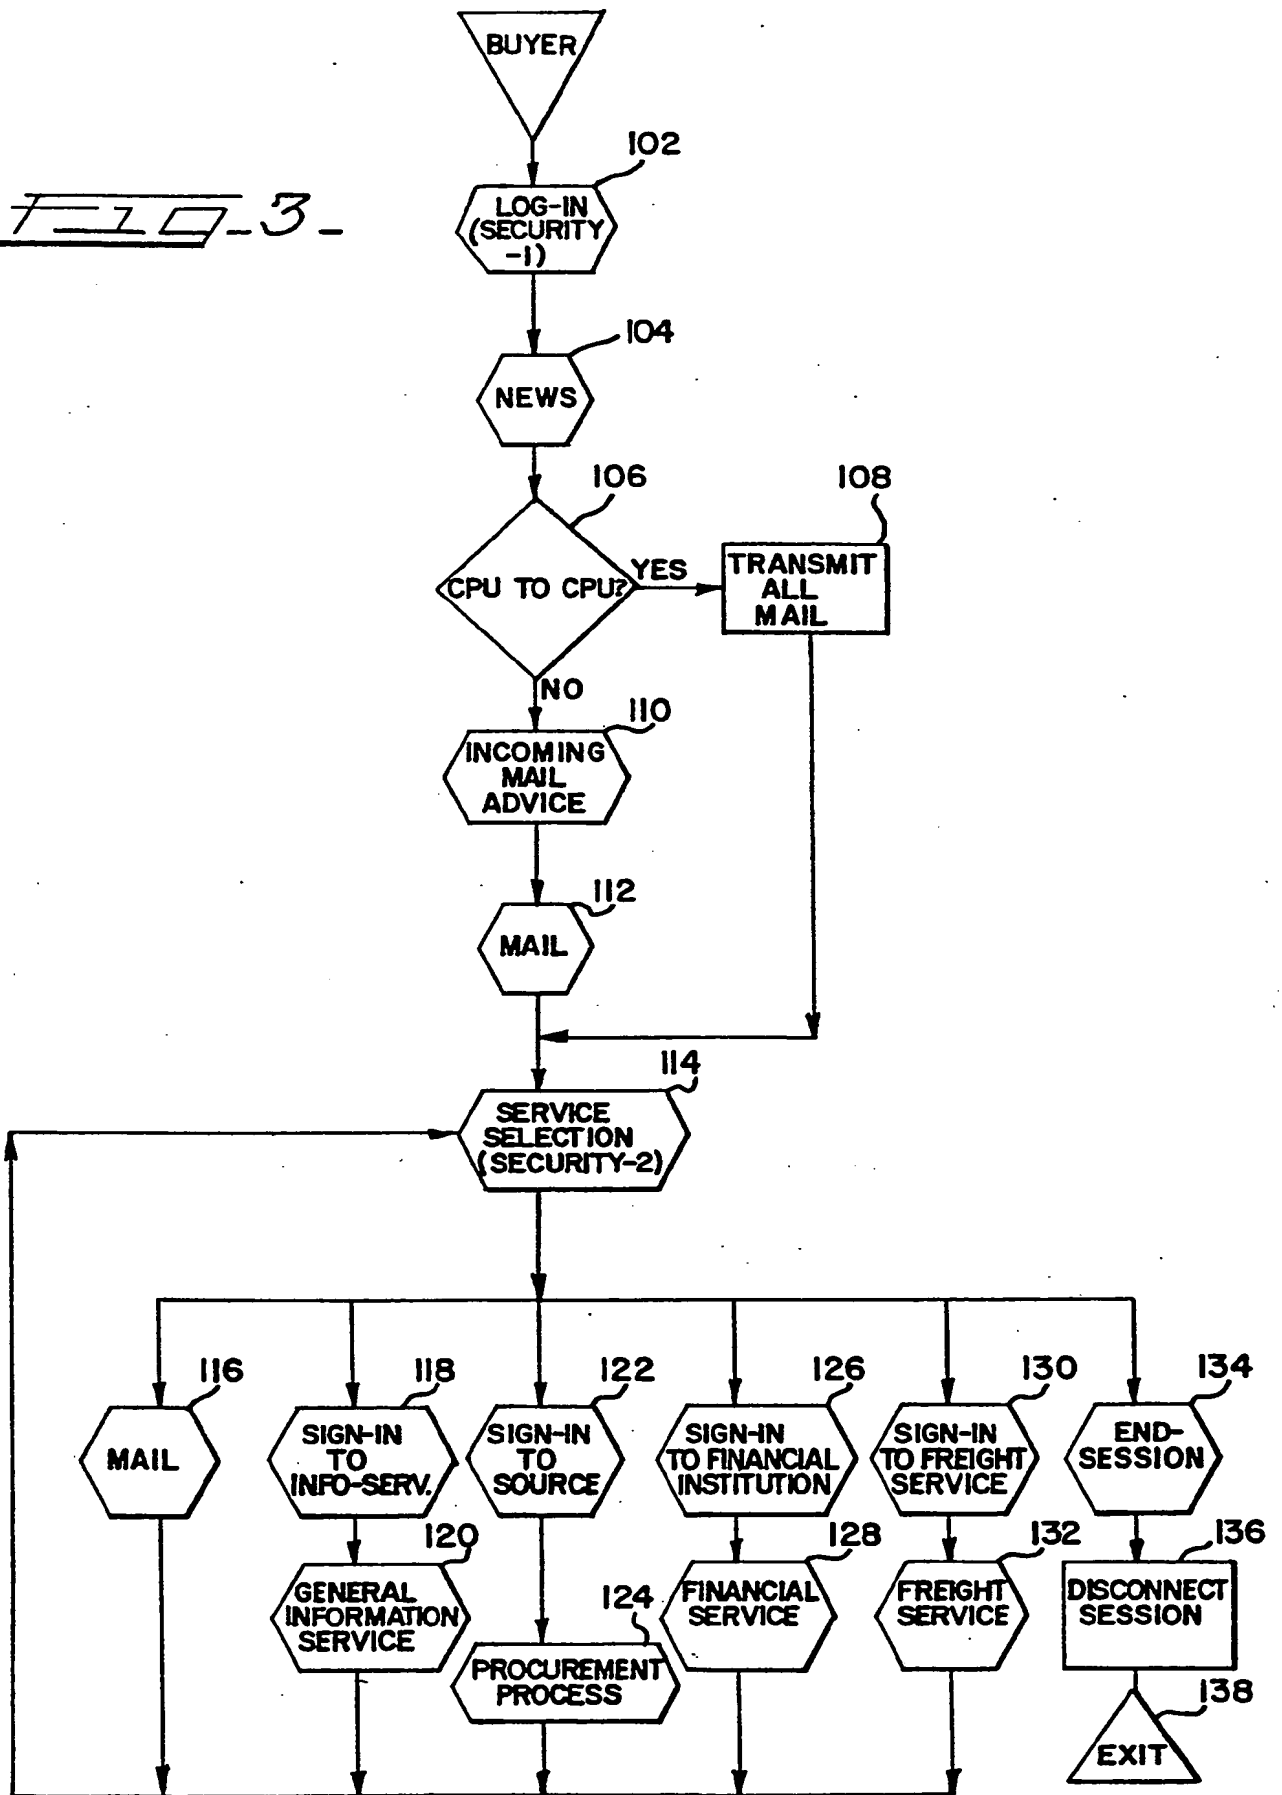 BUYER
102
Fig-3-
LOG-IN
(SECURITY
-1)
104
NEWS
106
108
CPU TO CPU?
YES
TRANSMIT
ALL
MAIL
NO
110
INCOMING
MAIL
ADVICE
112
MAIL
114
SERVICE
SELECTION
(SECURITY-2)
116
118
122
126
130
134
MAIL
SIGN-IN
TO
INFO-SERV.
SIGN-IN
TO
SOURCE
SIGN-IN
TO FINANCIAL
INSTITUTION
SIGN-IN
TO FREIGHT
SERVICE
END-
SESSION
120
128
132
136
GENERAL
INFORMATION
SERVICE
124
PROCUREMENT
PROCESS
FINANCIAL
SERVICE
FREIGHT
SERVICE
DISCONNECT
SESSION
138
EXIT